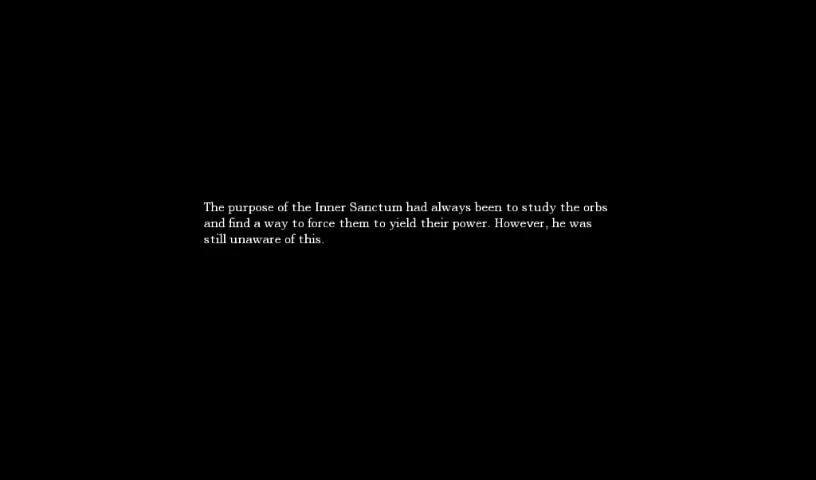 The purpose of the Inner Sanctum had always been to study the orbs
and find a way to force them to yield their power. However, he was
still unaware of this.